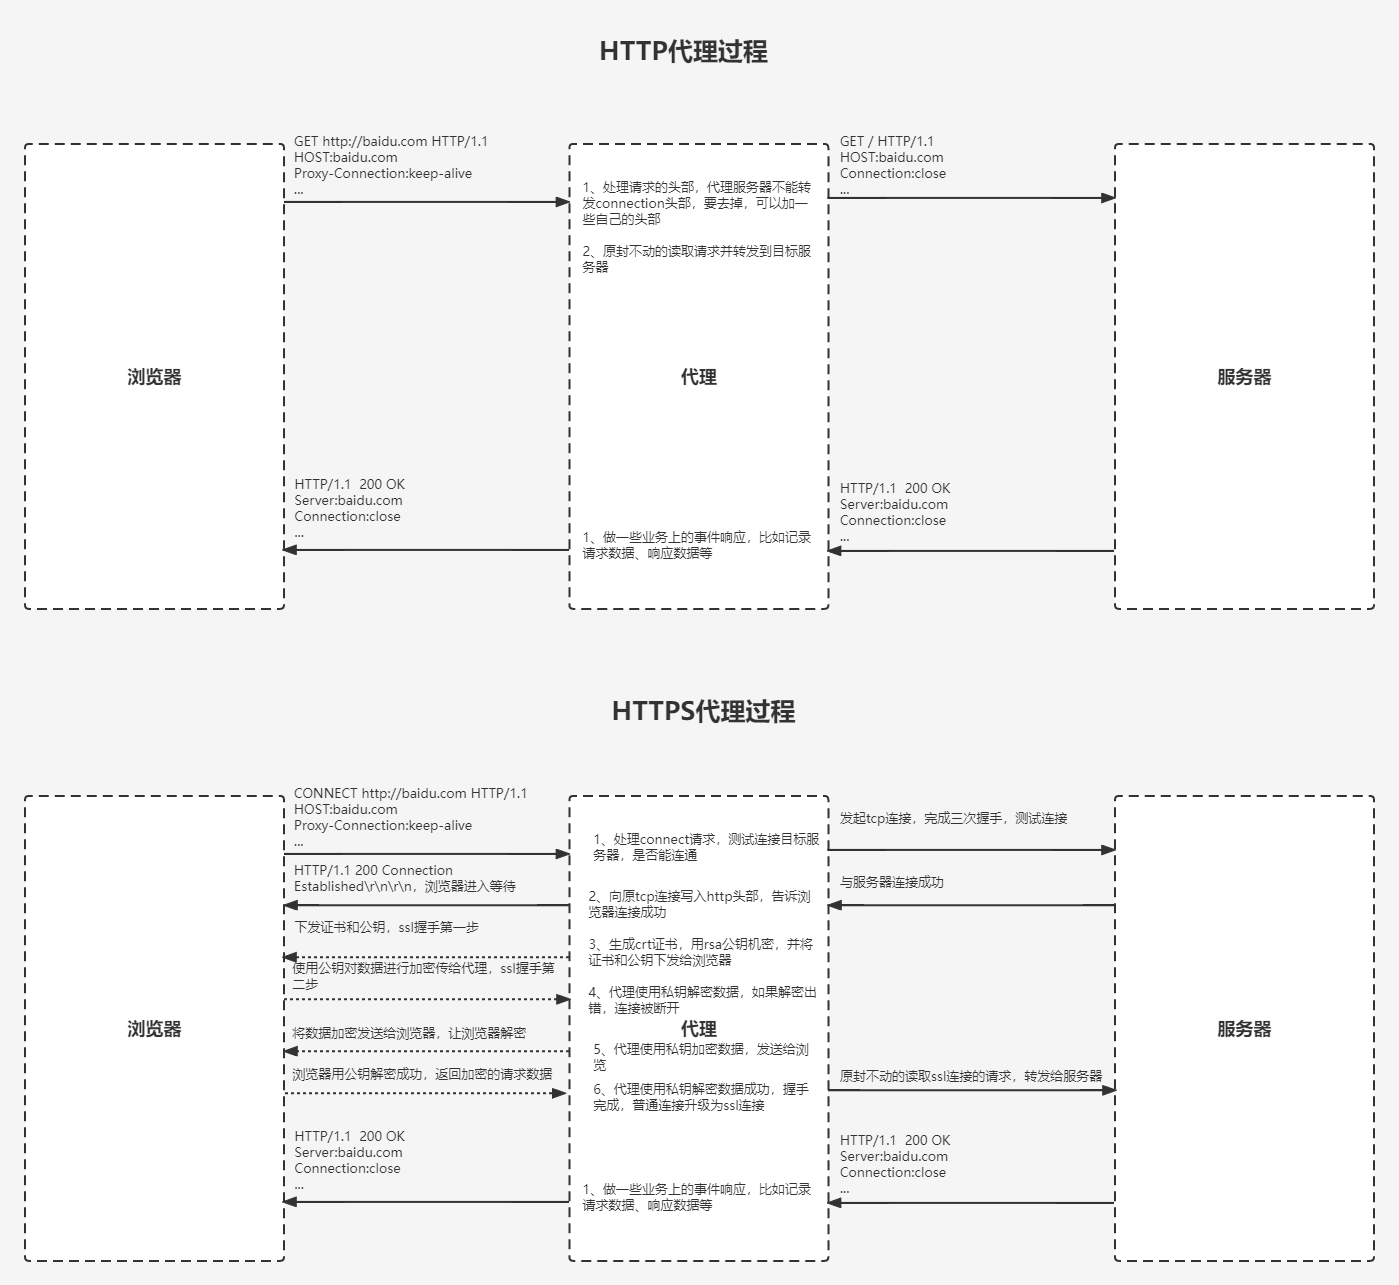 HTTP代理过程
GET http://baidu.com HTTP/1.1
HOST:baidu.com
Proxy-Connection:keep-alive
...
1、处理请求的头部，代理服务器不能转
发connection头部，要去掉，可以加一
些自己的头部
2、原封不动的读取请求并转发到目标服
务器
GET / HTTP/1.1
HOST:baidu.com
Connection:close
...
浏览器
代理
服务器
HTTP/1.1  200 OK
Server:baidu.com
Connection:close
...
1、做一些业务上的事件响应，比如记录
请求数据、响应数据等
HTTP/1.1  200 OK
Server:baidu.com
Connection:close
...
HTTPS代理过程
CONNECT http://baidu.com HTTP/1.1
HOST:baidu.com
Proxy-Connection:keep-alive
...
1、处理connect请求，测试连接目标服
务器，是否能连通
发起tcp连接，完成三次握手，测试连接
HTTP/1.1 200 Connection
Established\r\n\r\n，浏览器进入等待
2、向原tcp连接写入http头部，告诉浏
览器连接成功
与服务器连接成功
下发证书和公钥，ssl握手第一步
3、生成crt证书，用rsa公钥机密，并将
证书和公钥下发给浏览器
使用公钥对数据进行加密传给代理，ssl握手第
二步
4、代理使用私钥解密数据，如果解密出
错，连接被断开
浏览器
代理
服务器
将数据加密发送给浏览器，让浏览器解密
5、代理使用私钥加密数据，发送给浏
览
浏览器用公钥解密成功，返回加密的请求数据
6、代理使用私钥解密数据成功，握手
完成，普通连接升级为ssl连接
原封不动的读取ssl连接的请求，转发给服务器
HTTP/1.1  200 OK
Server:baidu.com
Connection:close
...
1、做一些业务上的事件响应，比如记录
请求数据、响应数据等
HTTP/1.1  200 OK
Server:baidu.com
Connection:close
...